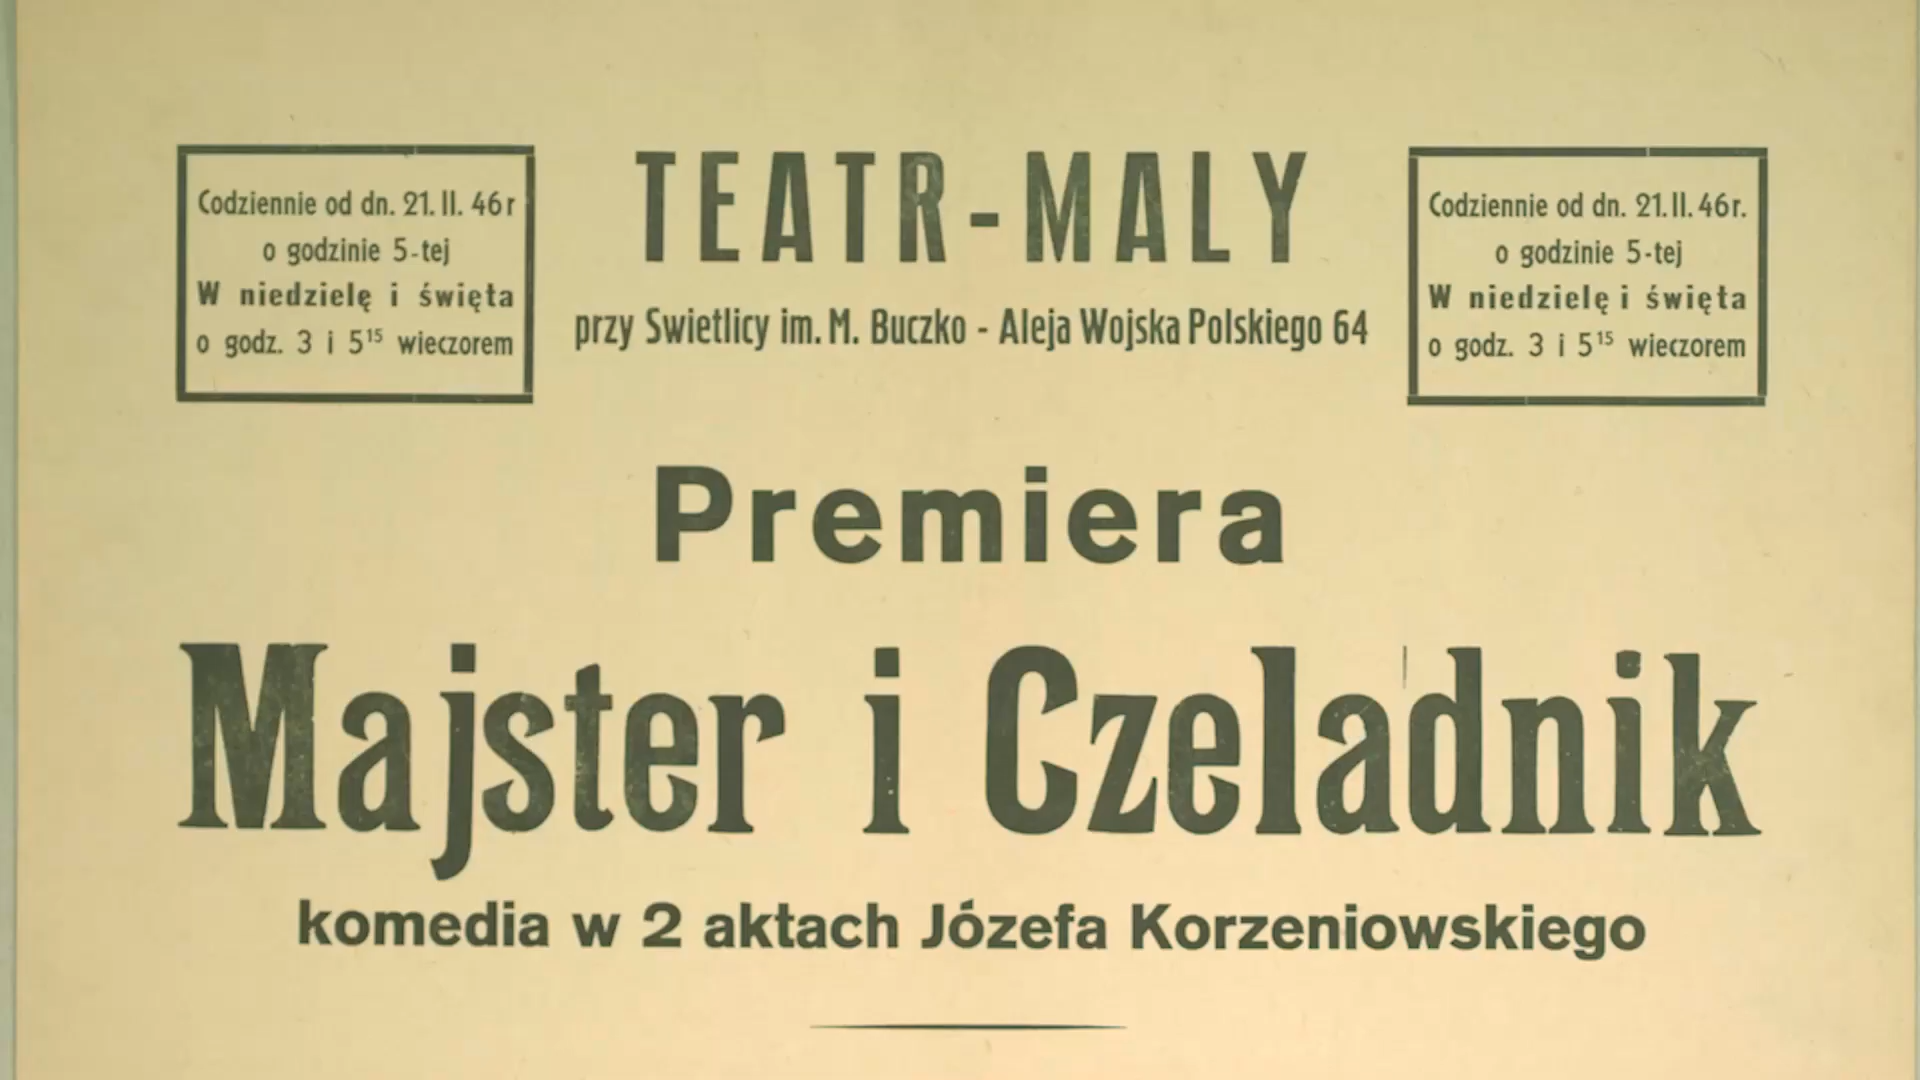 Codziennie od dn. 21. II. 46 r
o godzinie 5-tej
W niedzielę i święta
o godz. 3 i 5¹⁵ wieczorem
TEATR - MALY
przy Swietlicy im. M. Buczko - Aleja Wojska Polskiego 64
Codziennie od dn. 21. II. 46 r.
o godzinie 5-tej
W niedzielę i święta
o godz. 3 i 5¹⁵ wieczorem
Premiera
Majster i Czeladnik
komedia w 2 aktach Józefa Korzeniowskiego